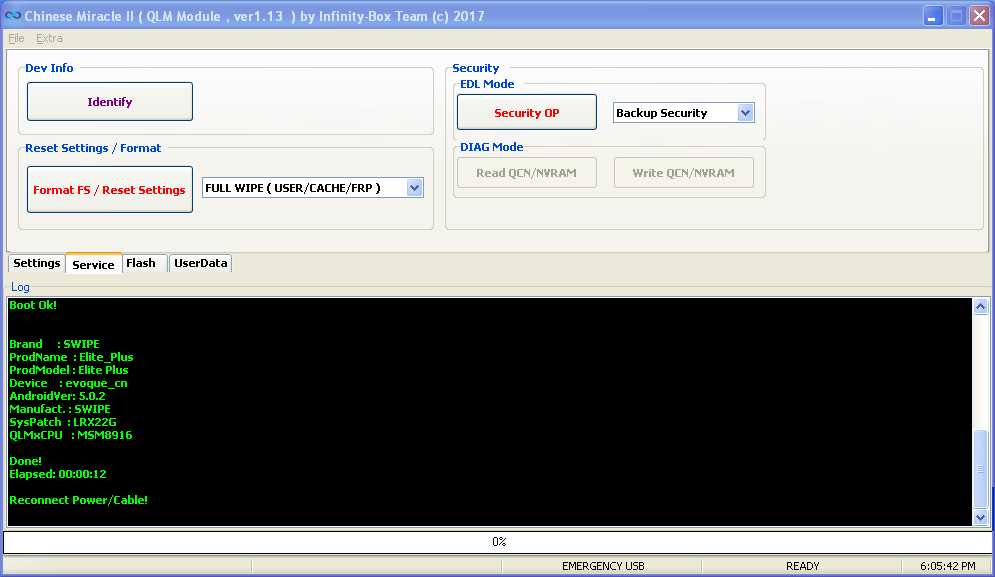 Chinese Miracle II ( QLM Module , ver1.13 ) by Infinity-Box Team (c) 2017
File Extra
Dev Info
Identify
Reset Settings / Format
Format FS / Reset Settings
FULL WIPE ( USER/CACHE/FRP )
Security
EDL Mode
Security OP
Backup Security
DIAG Mode
Read QCN/NVRAM
Write QCN/NVRAM
Settings Service Flash UserData
Log
Boot Ok!
Brand : SWIPE
ProdName : Elite_Plus
ProdModel : Elite Plus
Device : evoque_cn
AndroidVer: 5.0.2
Manufact. : SWIPE
SysPatch : LRX22G
QLMxCPU : MSM8916
Done!
Elapsed: 00:00:12
Reconnect Power/Cable!
0%
EMERGENCY USB READY 6:05:42 PM